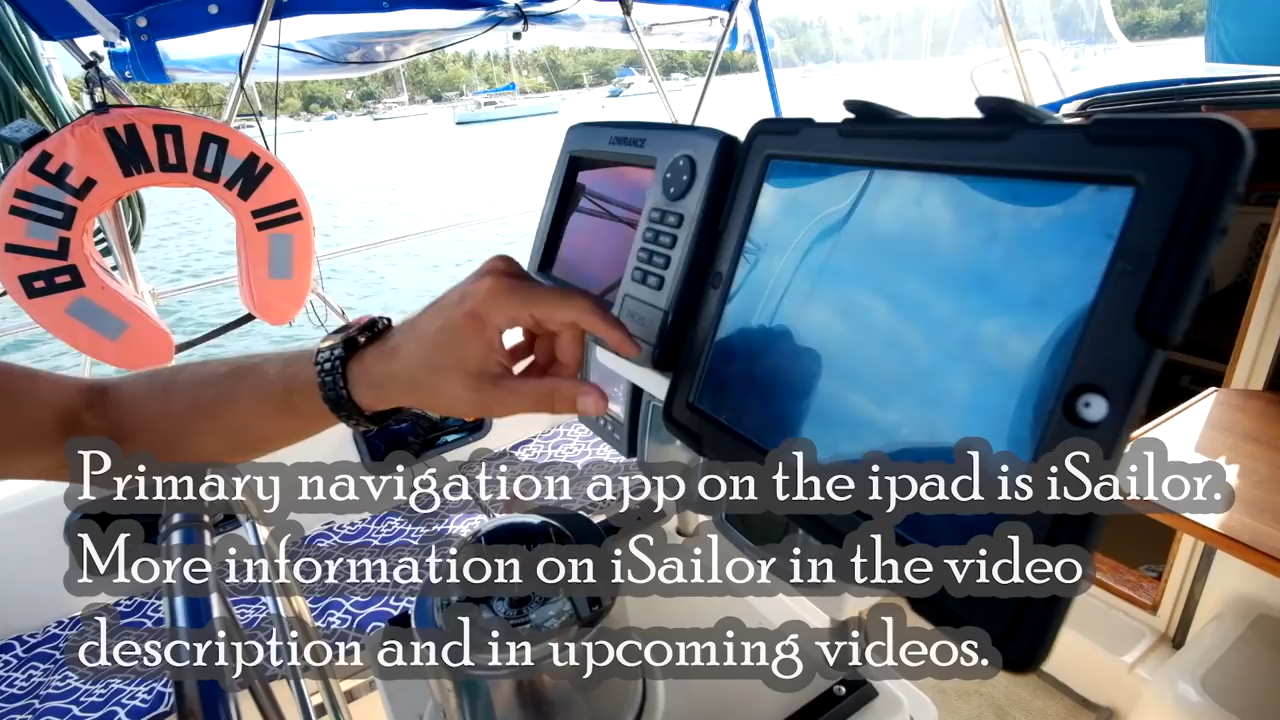 BLUE MOON II
LOWRANCE
Primary navigation app on the ipad is iSailor.
More information on iSailor in the video
description and in upcoming videos.